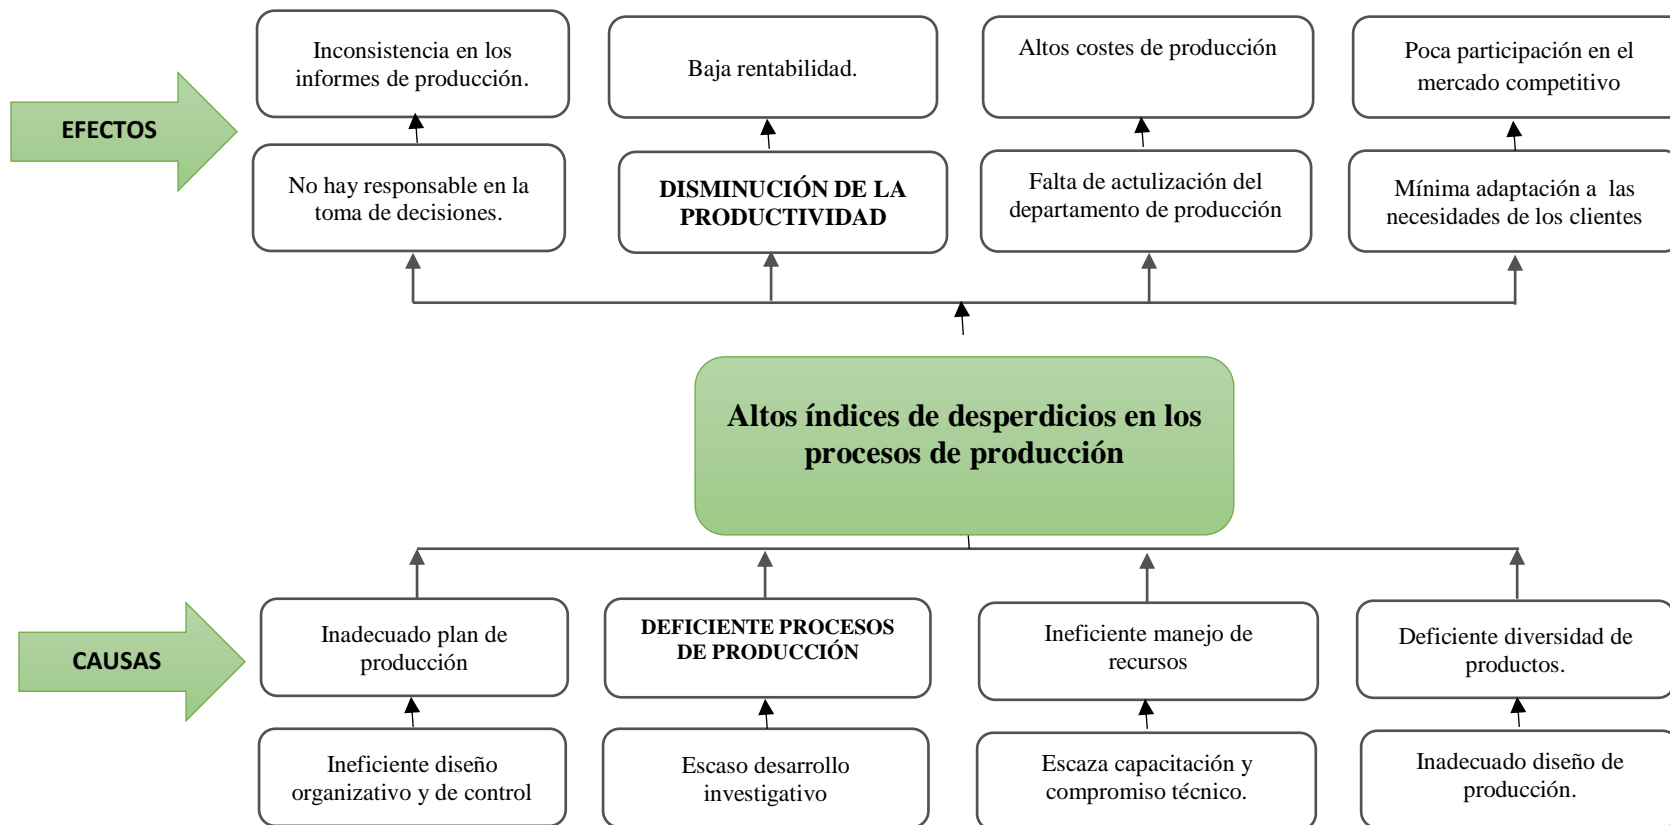 Inconsistencia en los
informes de producción.
Baja rentabilidad.
Altos costes de producción
Poca participación en el
mercado competitivo
EFECTOS
No hay responsable en la
toma de decisiones.
DISMINUCIÓN DE LA
PRODUCTIVIDAD
Falta de actulización del
departamento de producción
Mínima adaptación a las
necesidades de los clientes
Altos índices de desperdicios en los
procesos de producción
CAUSAS
Inadecuado plan de
producción
DEFICIENTE PROCESOS
DE PRODUCCIÓN
Ineficiente manejo de
recursos
Deficiente diversidad de
productos.
Ineficiente diseño
organizativo y de control
Escaso desarrollo
investigativo
Escaza capacitación y
compromiso técnico.
Inadecuado diseño de
producción.